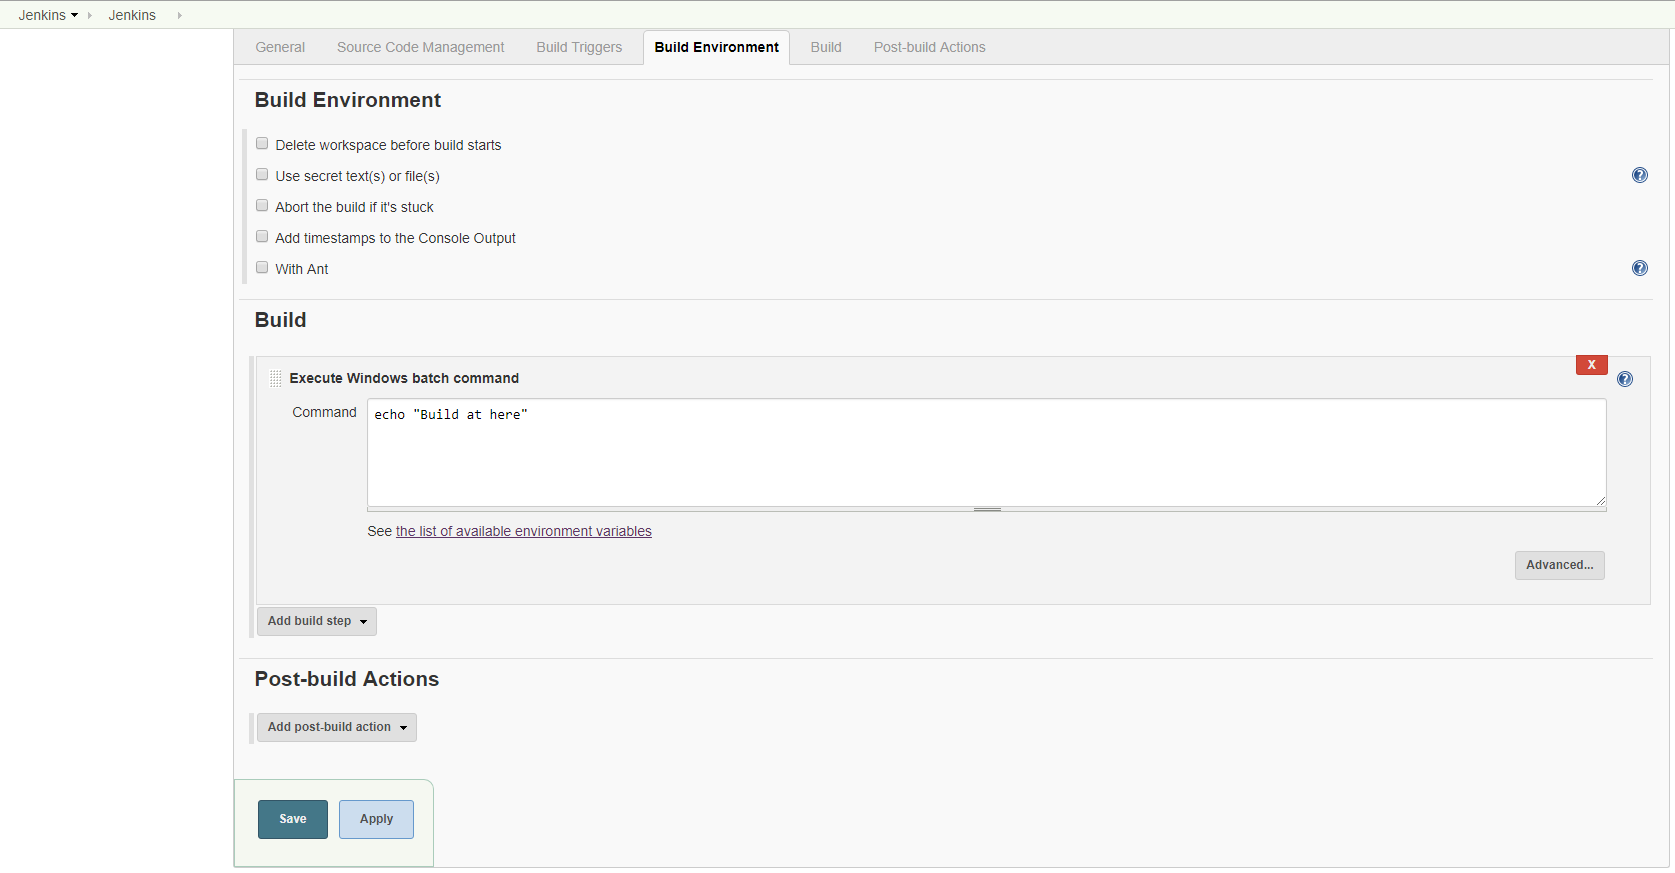 Jenkins Jenkins
General Source Code Management Build Triggers Build Environment Build Post-build Actions
Build Environment
Delete workspace before build starts
Use secret text(s) or file(s)
Abort the build if it's stuck
Add timestamps to the Console Output
With Ant
Build
X
Execute Windows batch command
Command echo "Build at here"
See the list of available environment variables
Advanced...
Add build step
Post-build Actions
Add post-build action
Save Apply